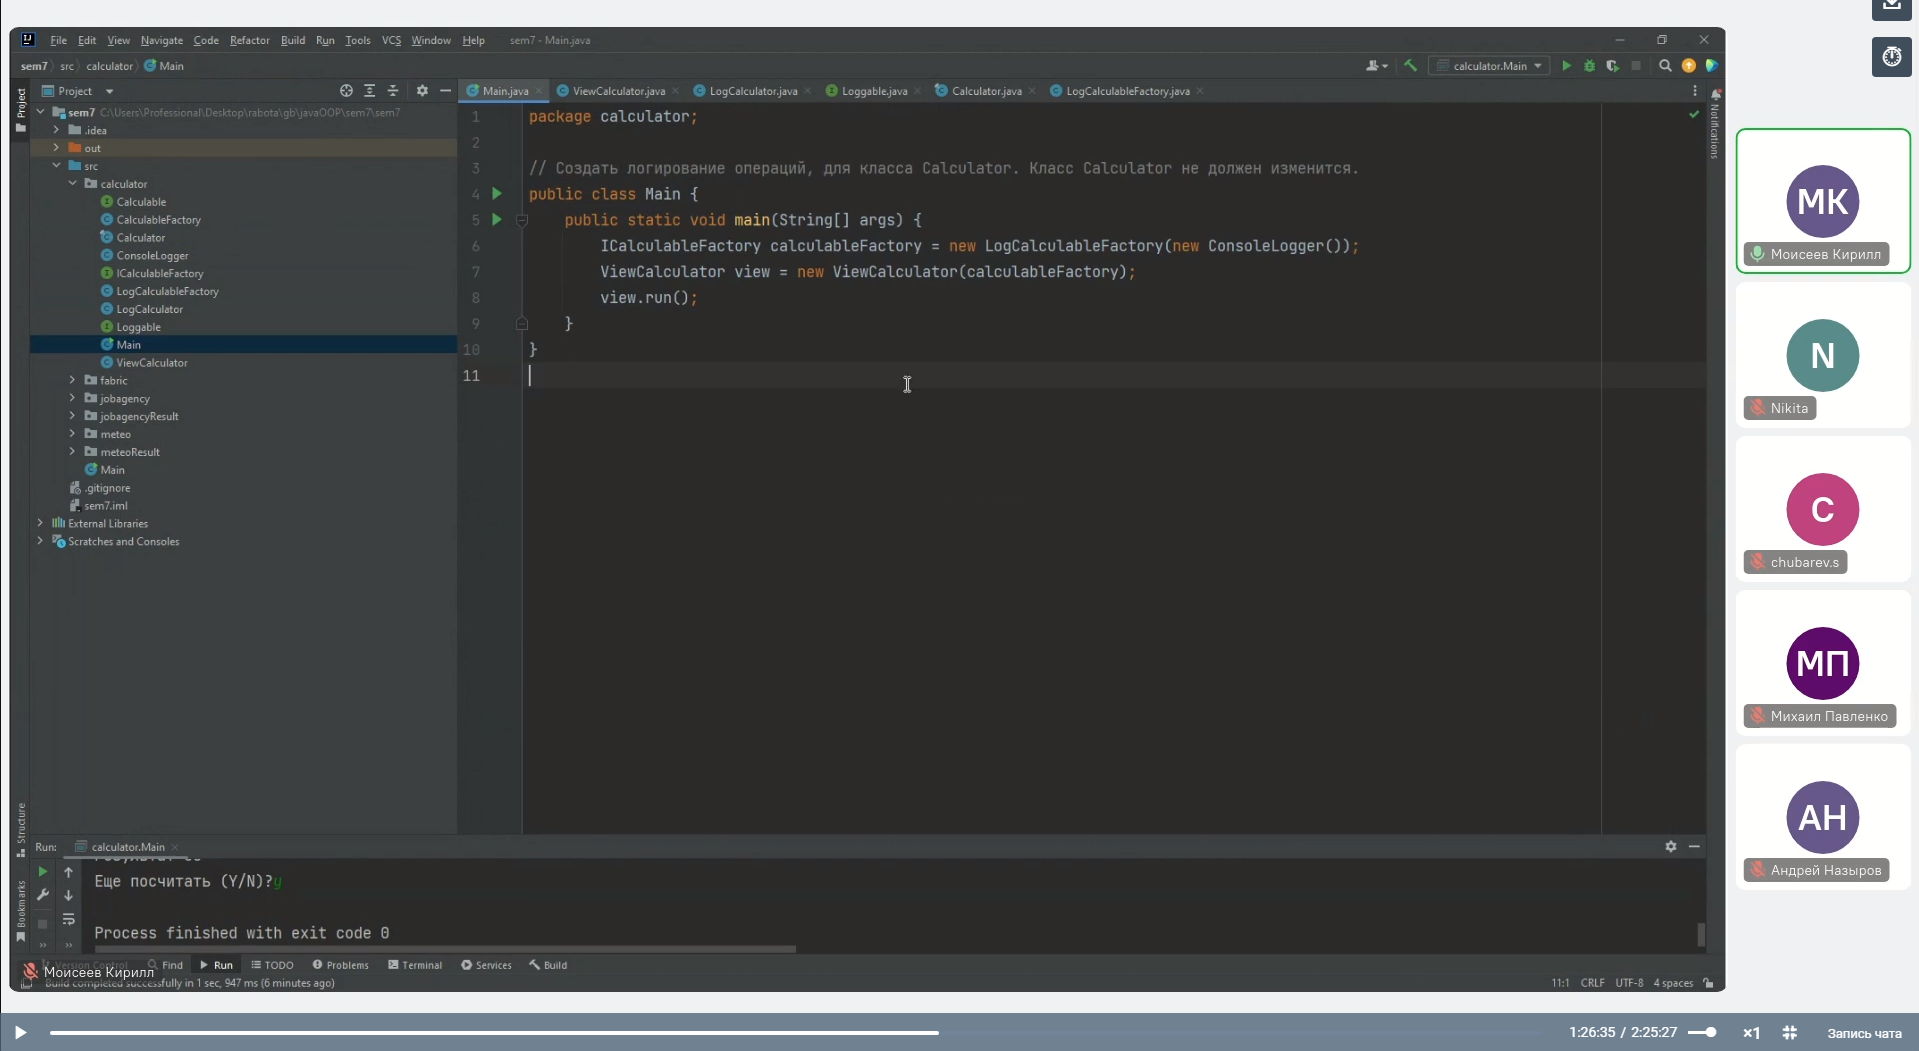 File Edit View Navigate Code Refactor Build Run Tools VCS Window Help sem7 - Main.java
sem7 src calculator Main calculator.Main
Project
Project
Main.java ViewCalculator.java LogCalculator.java Loggable.java Calculator.java LogCalculableFactory.java
Notifications
sem7 C:\Users\Professional\Desktop\rabota\gb\javaOOP\sem7\sem7
.idea
out
src
calculator
Calculable
CalculableFactory
Calculator
ConsoleLogger
ICalculableFactory
LogCalculableFactory
LogCalculator
Loggable
Main
ViewCalculator
fabric
jobagency
jobagencyResult
meteo
meteoResult
Main
.gitignore
sem7.iml
External Libraries
Scratches and Consoles
1 package calculator;
2
3 // Создать логирование операций, для класса Calculator. Класс Calculator не должен изменится.
4 public class Main {
5 public static void main(String[] args) {
6 ICalculableFactory calculableFactory = new LogCalculableFactory(new ConsoleLogger());
7 ViewCalculator view = new ViewCalculator(calculableFactory);
8 view.run();
9 }
10 }
11
Structure
Bookmarks
Run: calculator.Main
Еще посчитать (Y/N)?y
Process finished with exit code 0
Version Control Find Run TODO Problems Terminal Services Build
Моисеев Кирилл
Build completed successfully in 1 sec, 947 ms (6 minutes ago) 11:1 CRLF UTF-8 4 spaces
МК
Моисеев Кирилл
N
Nikita
C
chubarev.s
МП
Михаил Павленко
АН
Андрей Назыров
1:26:35 / 2:25:27 ×1 Запись чата